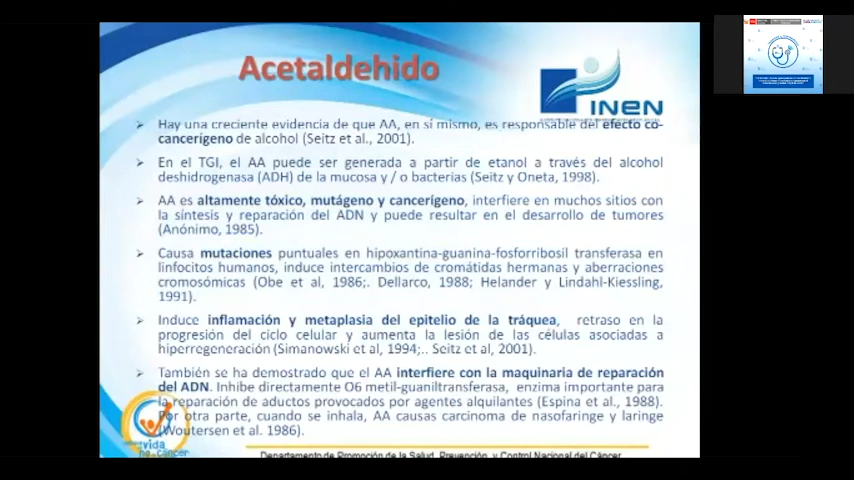 Acetaldehido
INEN
Hay una creciente evidencia de que AA, en sí mismo, es responsable del efecto co-
cancerígeno de alcohol (Seitz et al., 2001).
En el TGI, el AA puede ser generada a partir de etanol a través del alcohol
deshidrogenasa (ADH) de la mucosa y / o bacterias (Seitz y Oneta, 1998).
AA es altamente tóxico, mutágeno y cancerígeno, interfiere en muchos sitios con
la síntesis y reparación del ADN y puede resultar en el desarrollo de tumores
(Anónimo, 1985).
Causa mutaciones puntuales en hipoxantina-guanina-fosforribosil transferasa en
linfocitos humanos, induce intercambios de cromátidas hermanas y aberraciones
cromosómicas (Obe et al, 1986;. Dellarco, 1988; Helander y Lindahl-Kiessling,
1991).
Induce inflamación y metaplasia del epitelio de la tráquea, retraso en la
progresión del ciclo celular y aumenta la lesión de las células asociadas a
hiperregeneración (Simanowski et al, 1994;.. Seitz et al, 2001).
También se ha demostrado que el AA interfiere con la maquinaria de reparación
del ADN. Inhibe directamente O6 metil-guaniltransferasa, enzima importante para
la reparación de aductos provocados por agentes alquilantes (Espina et al., 1988).
Por otra parte, cuando se inhala, AA causas carcinoma de nasofaringe y laringe
(Woutersen et al. 1986).
vida
no cáncer
Departamento de Promoción de la Salud, Prevención y Control Nacional del Cáncer